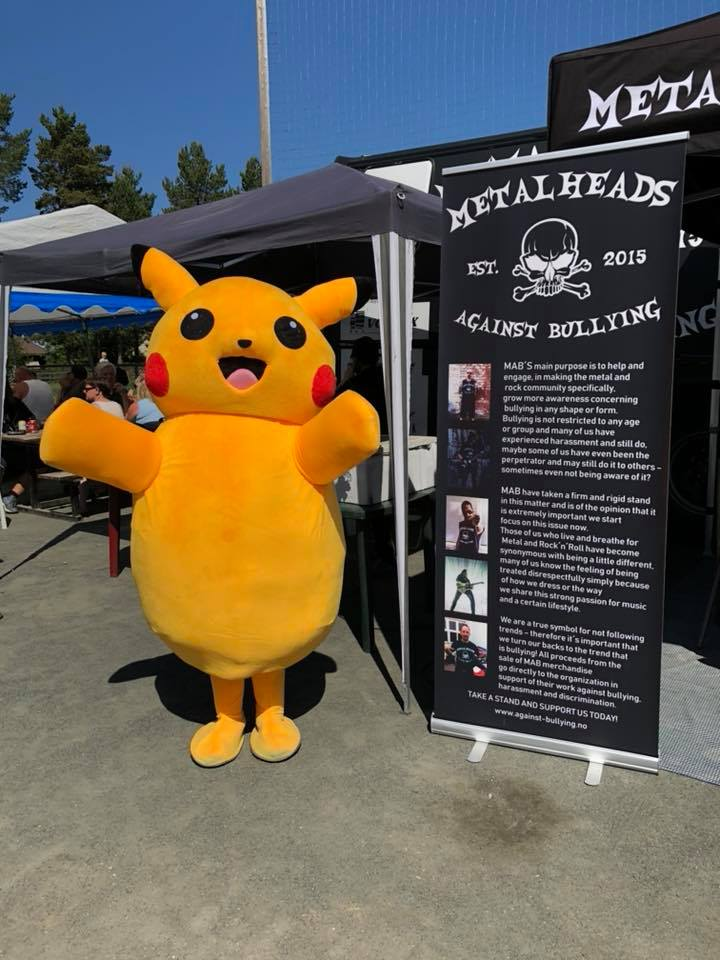 META
METALHEADS
EST. 2015
AGAINST BULLYING
MAB'S main purpose is to help and
engage, in making the metal and
rock community specifically,
grow more awareness concerning
bullying in any shape or form.
Bullying is not restricted to any age
or group and many of us have
experienced harassment and still do,
maybe some of us have even been the
perpetrator and may still do it to others –
sometimes even not being aware of it?
MAB have taken a firm and rigid stand
in this matter and is of the opinion that it
is extremely important we start
focus on this issue now.
Those of us who live and breathe for
Metal and Rock'n'Roll have become
synonymous with being a little different,
many of us know the feeling of being
treated disrespectfully simply because
of how we dress or the way
we share this strong passion for music
and a certain lifestyle.
We are a true symbol for not following
trends – therefore it's important that
we turn our backs to the trend that
is bullying! All proceeds from the
sale of MAB merchandise
go directly to the organization in
support of their work against bullying,
harassment and discrimination.
TAKE A STAND AND SUPPORT US TODAY!
www.against-bullying.no